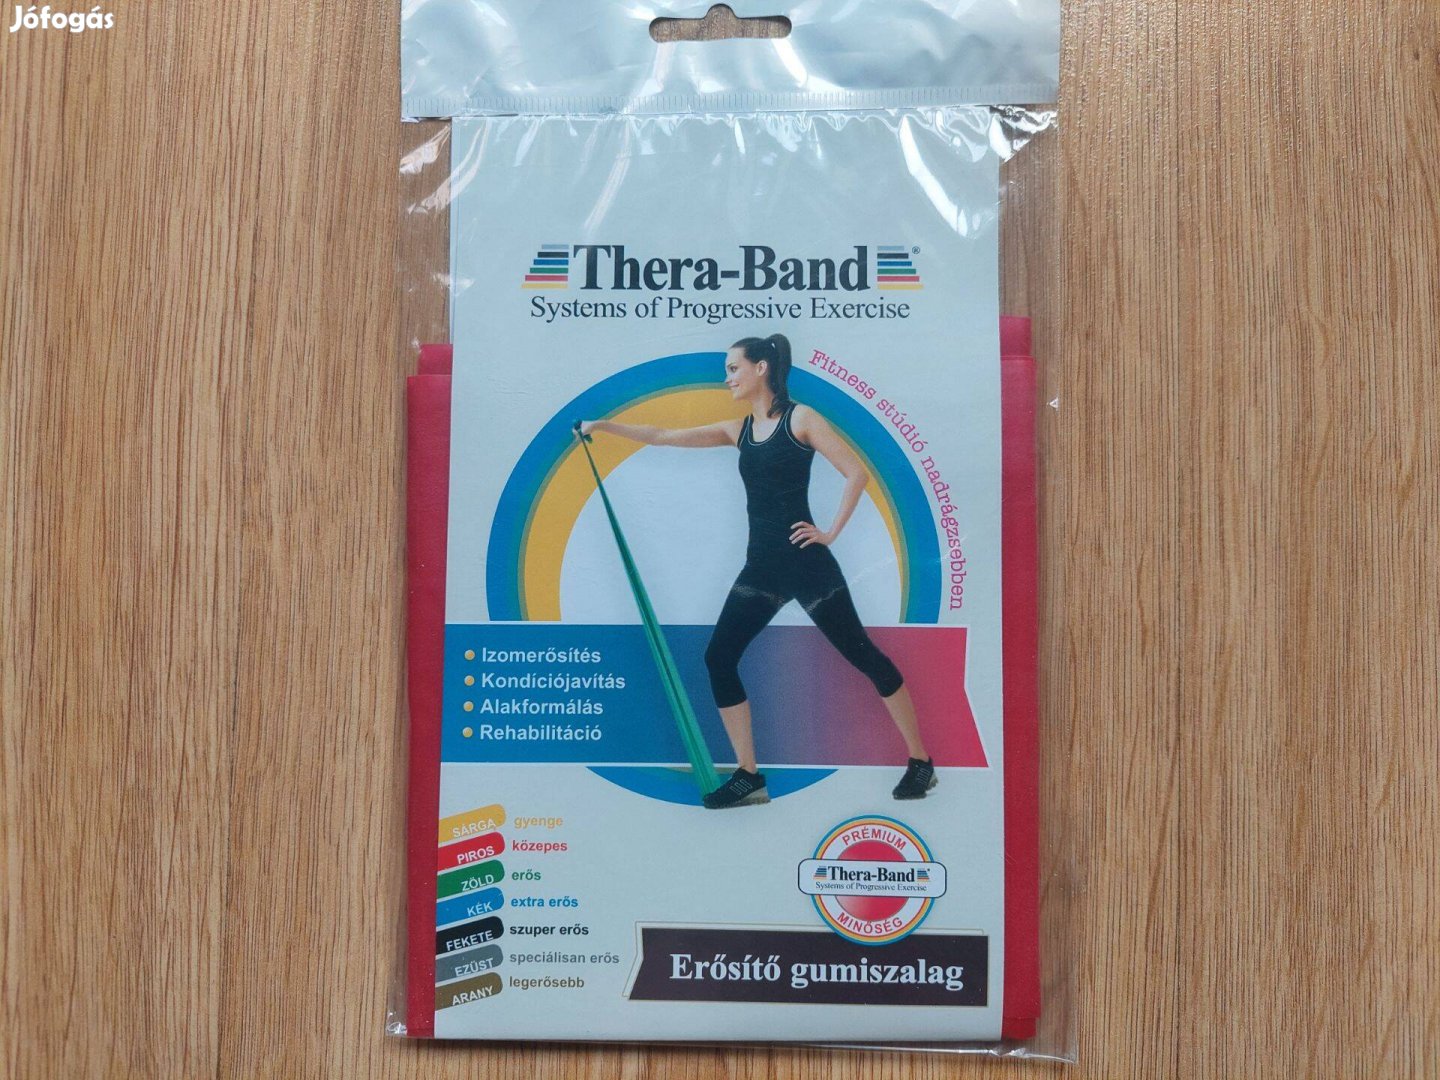 Jófogás
Thera-Band®
Systems of Progressive Exercise
Fitness stúdió nadrágzsebben
Izomerősítés
Kondíciójavítás
Alakformálás
Rehabilitáció
SÁRGA gyenge
PIROS közepes
ZÖLD erős
KÉK extra erős
FEKETE szuper erős
EZÜST speciálisan erős
ARANY legerősebb
PRÉMIUM
Thera-Band
Systems of Progressive Exercise
MINŐSÉG
Erősítő gumiszalag